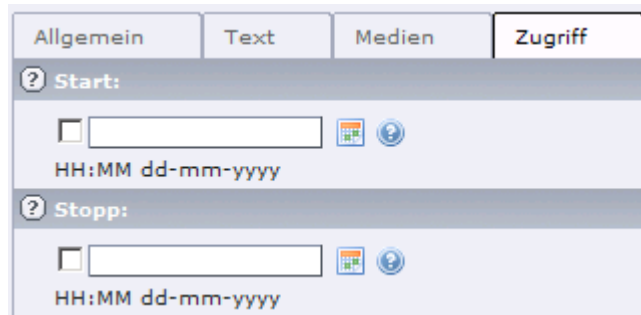 Allgemein Text Medien Zugriff
Start:
HH:MM dd-mm-yyyy
Stopp:
HH:MM dd-mm-yyyy